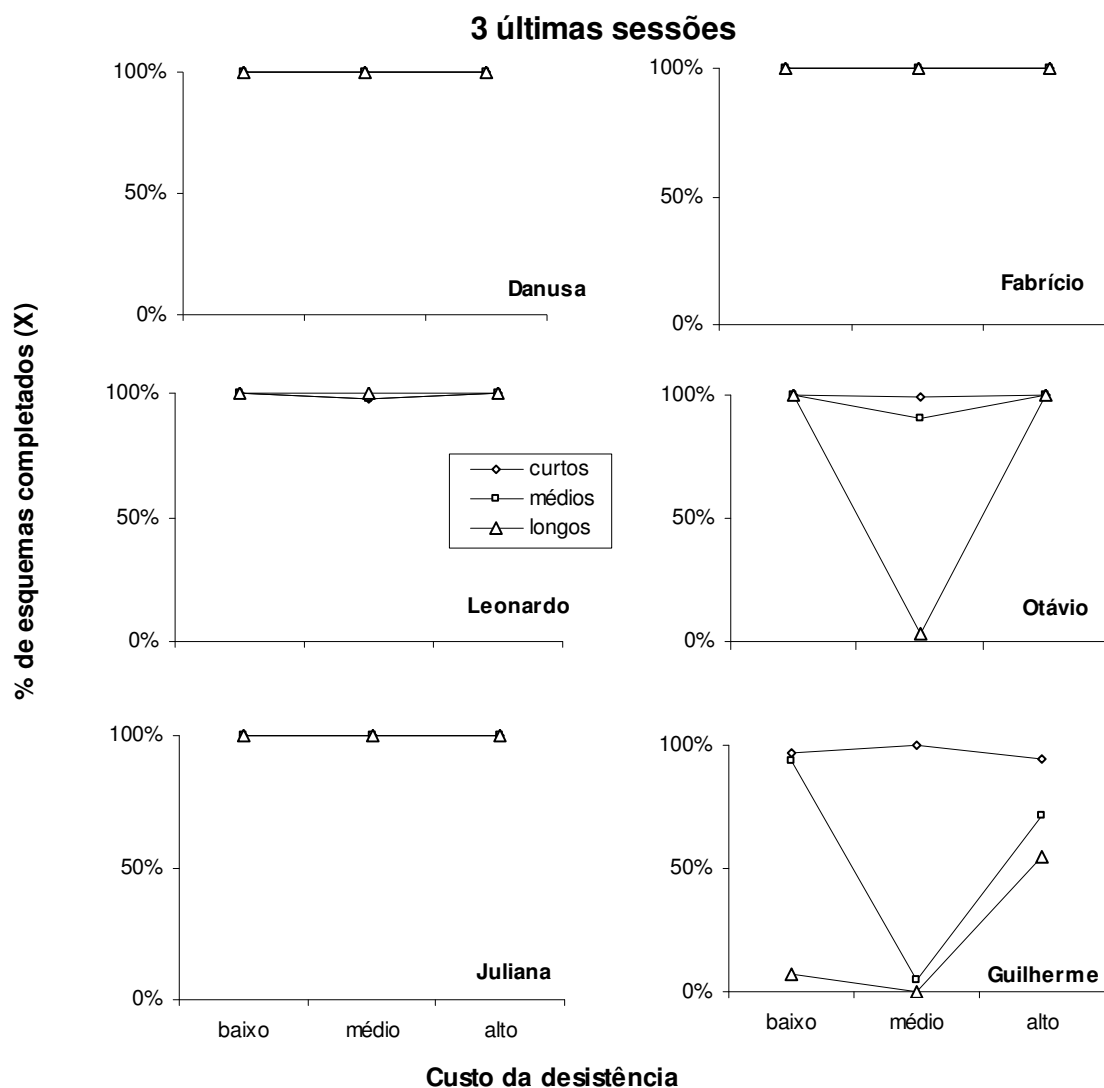 3 últimas sessões
% de esquemas completados (X)
100%
50%
0%
Danusa
100%
50%
0%
Fabrício
100%
50%
0%
Leonardo
curtos
médios
longos
100%
50%
0%
Otávio
100%
50%
0%
Juliana
baixo médio alto
100%
50%
0%
Guilherme
baixo médio alto
Custo da desistência